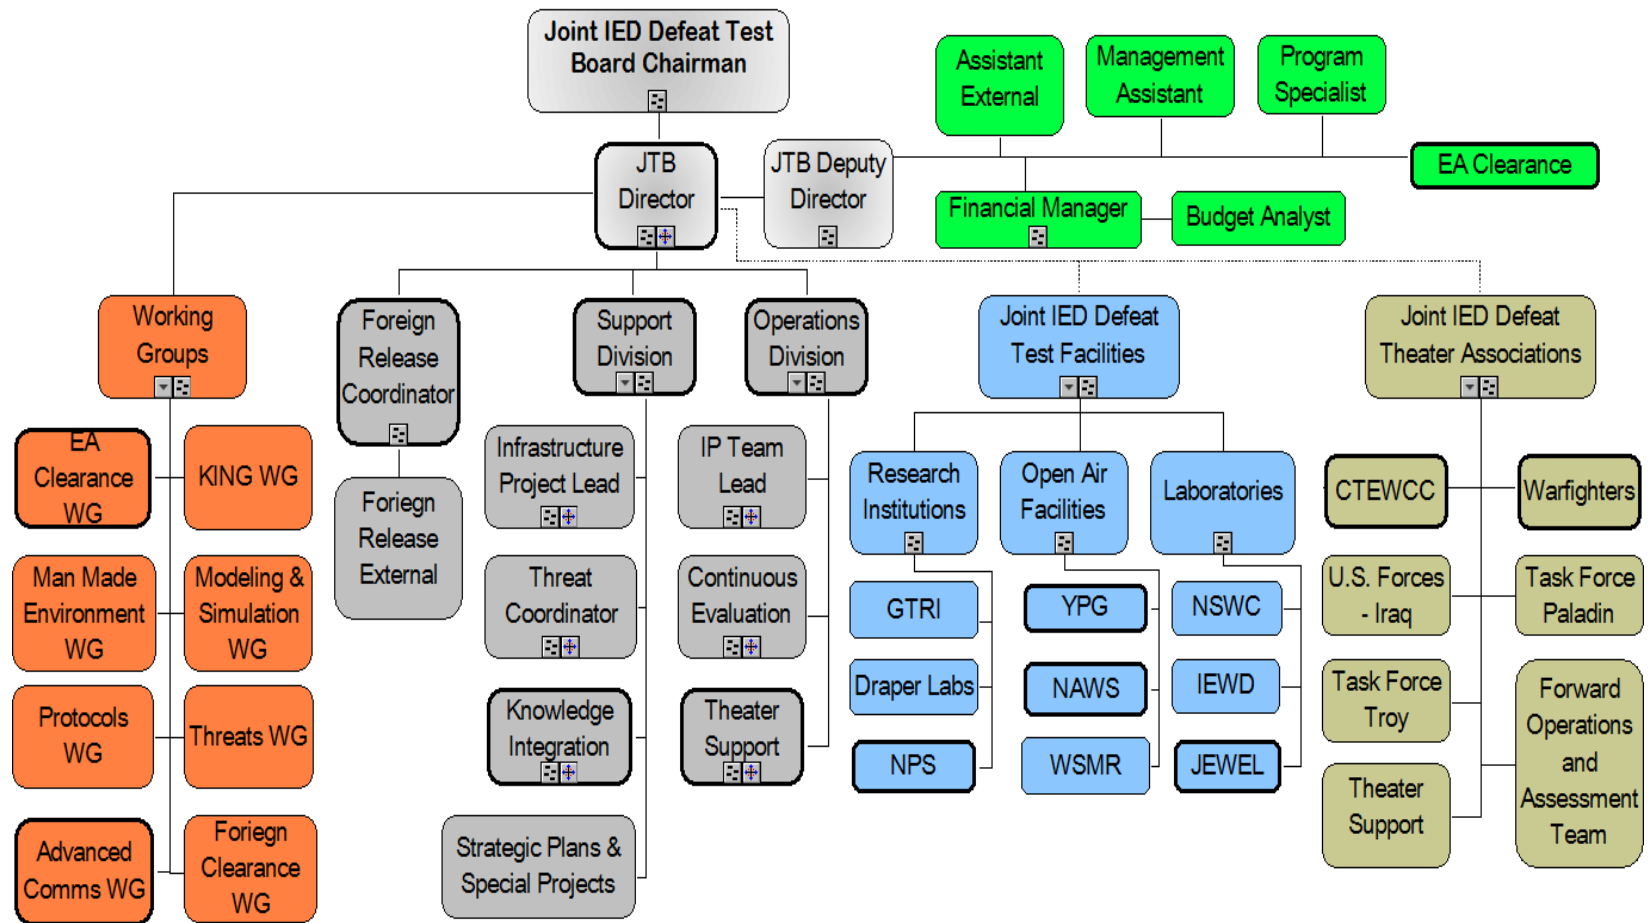 Joint IED Defeat Test
Board Chairman
Assistant
External
Management
Assistant
Program
Specialist
EA Clearance
JTB
Director
JTB Deputy
Director
Financial Manager
Budget Analyst
Working
Groups
Foreign
Release
Coordinator
Support
Division
Operations
Division
Joint IED Defeat
Test Facilities
Joint IED Defeat
Theater Associations
EA
Clearance
WG
KING WG
Man Made
Environment
WG
Modeling &
Simulation
WG
Protocols
WG
Threats WG
Advanced
Comms WG
Foriegn
Clearance
WG
Foriegn
Release
External
Infrastructure
Project Lead
Threat
Coordinator
Knowledge
Integration
Strategic Plans &
Special Projects
IP Team
Lead
Continuous
Evaluation
Theater
Support
Research
Institutions
Open Air
Facilities
Laboratories
GTRI
Draper Labs
NPS
YPG
NAWS
WSMR
NSWC
IEWD
JEWEL
CTEWCC
Warfighters
U.S. Forces
- Iraq
Task Force
Paladin
Task Force
Troy
Theater
Support
Forward
Operations
and
Assessment
Team